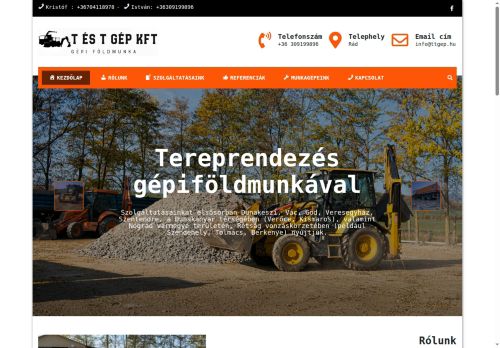 Kristóf : +36704118978 - Istvám: +36309199896
T ÉS T GÉP KFT
GÉPI FÖLDMUNKA
Telefonszám
+36 309199896
Telephely
Rád
Email cím
info@ttgep.hu
KEZDŐLAP RÓLUNK SZOLGÁLTATÁSAINK REFERENCIÁK MUNKAGÉPEINK KAPCSOLAT
Tereprendezés
gépiföldmunkával
Szolgáltatásainkat elsősorban Dunakeszi, Vác, Göd, Veresegyház,
Szentendre, a Dunakanyar térségében (Verőce, Kismaros), valamint
Nógrád vármegye területén, Rétság vonzáskörzetében (például
Szendehely, Tolmács, Berkenye) nyújtjuk.
Rólunk